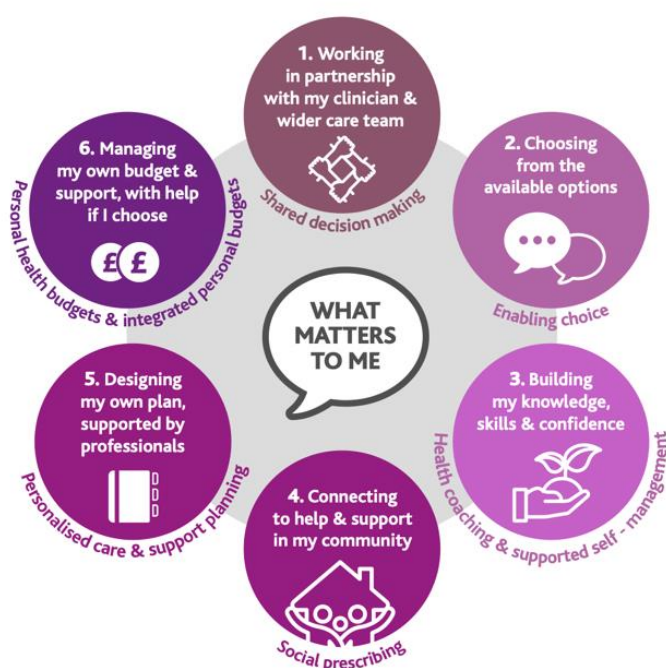 1. Working
in partnership
with my clinician &
wider care team
Shared decision making
2. Choosing
from the
available options
Enabling choice
3. Building
my knowledge,
skills & confidence
Health coaching & supported self - management
4. Connecting
to help & support
in my community
Social prescribing
5. Designing
my own plan,
supported by
professionals
Personalised care & support planning
6. Managing
my own budget &
support, with help
if I choose
££
Personal health budgets & integrated personal budgets
WHAT
MATTERS
TO ME